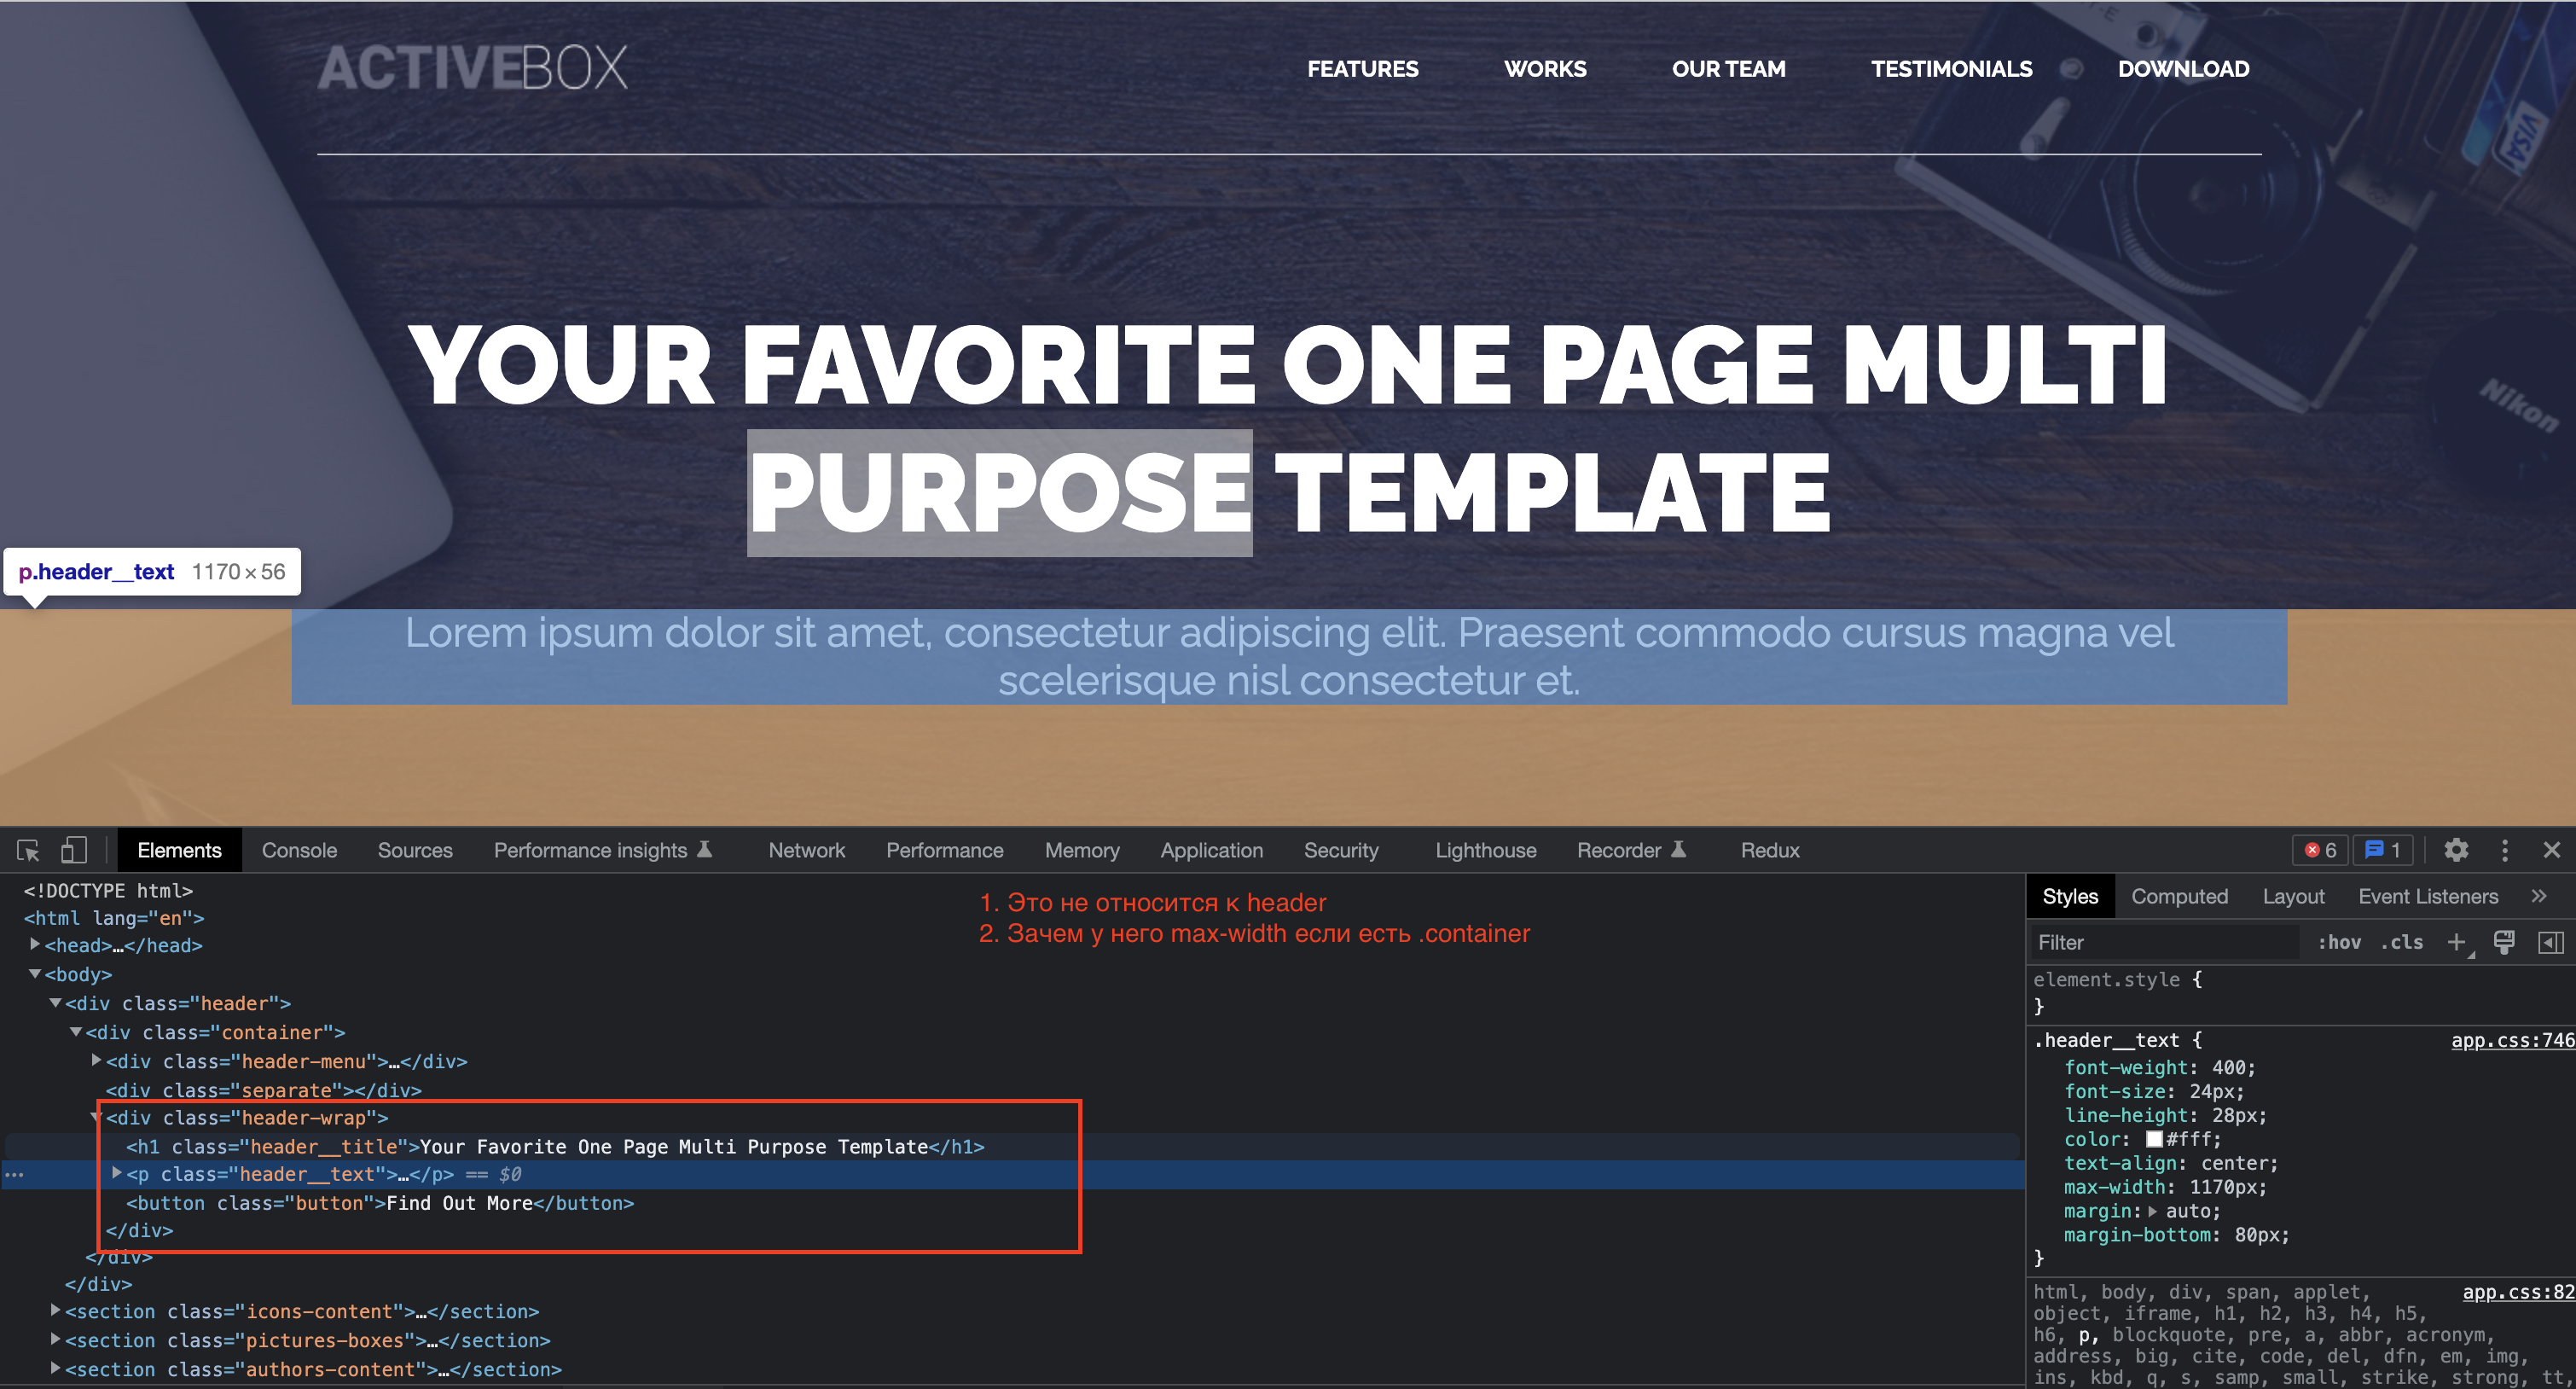 ACTIVEBOX
FEATURES WORKS OUR TEAM TESTIMONIALS DOWNLOAD
VISA
Nikon
YOUR FAVORITE ONE PAGE MULTI
PURPOSE TEMPLATE
p.header__text 1170×56
Lorem ipsum dolor sit amet, consectetur adipiscing elit. Praesent commodo cursus magna vel
scelerisque nisl consectetur et.
Elements Console Sources Performance insights Network Performance Memory Application Security Lighthouse Recorder Redux 6 1
<!DOCTYPE html>
<html lang="en">
<head>…</head>
<body>
<div class="header">
<div class="container">
<div class="header-menu">…</div>
<div class="separate"></div>
<div class="header-wrap">
<h1 class="header__title">Your Favorite One Page Multi Purpose Template</h1>
<p class="header__text">…</p> == $0
<button class="button">Find Out More</button>
</div>
</div>
</div>
<section class="icons-content">…</section>
<section class="pictures-boxes">…</section>
<section class="authors-content">…</section>
1. Это не относится к header
2. Зачем у него max-width если есть .container
Styles Computed Layout Event Listeners »
Filter :hov .cls +
element.style {
}
.header__text { app.css:746
font-weight: 400;
font-size: 24px;
line-height: 28px;
color: #fff;
text-align: center;
max-width: 1170px;
margin: auto;
margin-bottom: 80px;
}
html, body, div, span, applet, app.css:82
object, iframe, h1, h2, h3, h4, h5,
h6, p, blockquote, pre, a, abbr, acronym,
address, big, cite, code, del, dfn, em, img,
ins, kbd, q, s, samp, small, strike, strong, tt,